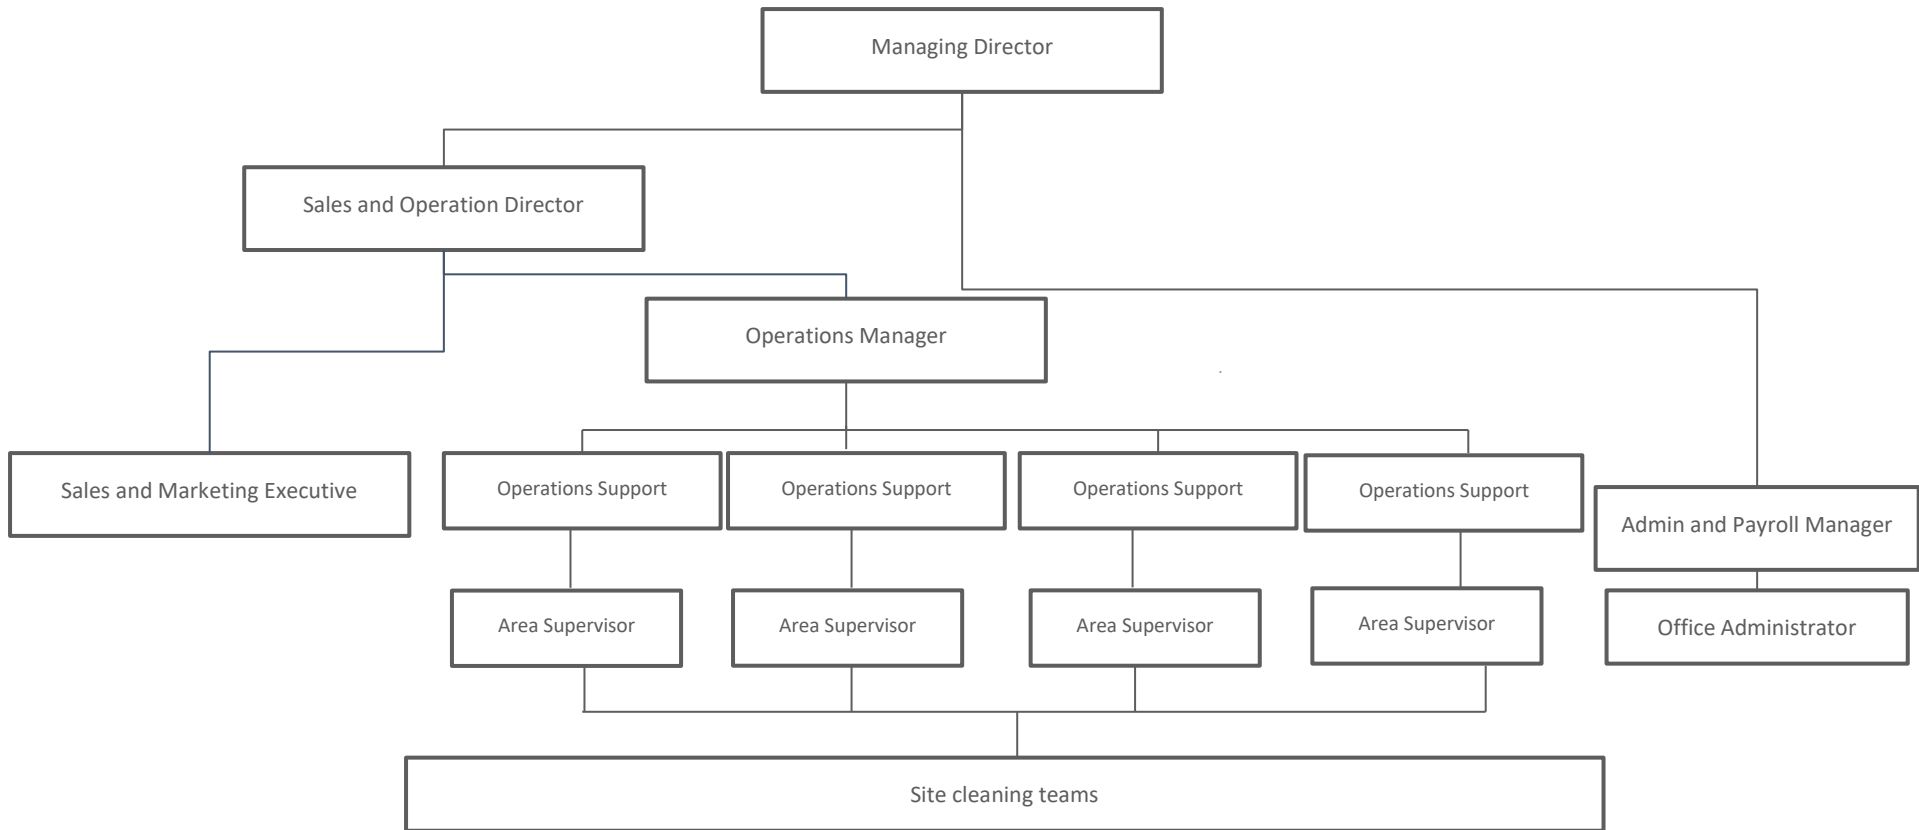 Managing Director
Sales and Operation Director
Operations Manager
Sales and Marketing Executive
Operations Support
Operations Support
Operations Support
Operations Support
Admin and Payroll Manager
Area Supervisor
Area Supervisor
Area Supervisor
Area Supervisor
Office Administrator
Site cleaning teams